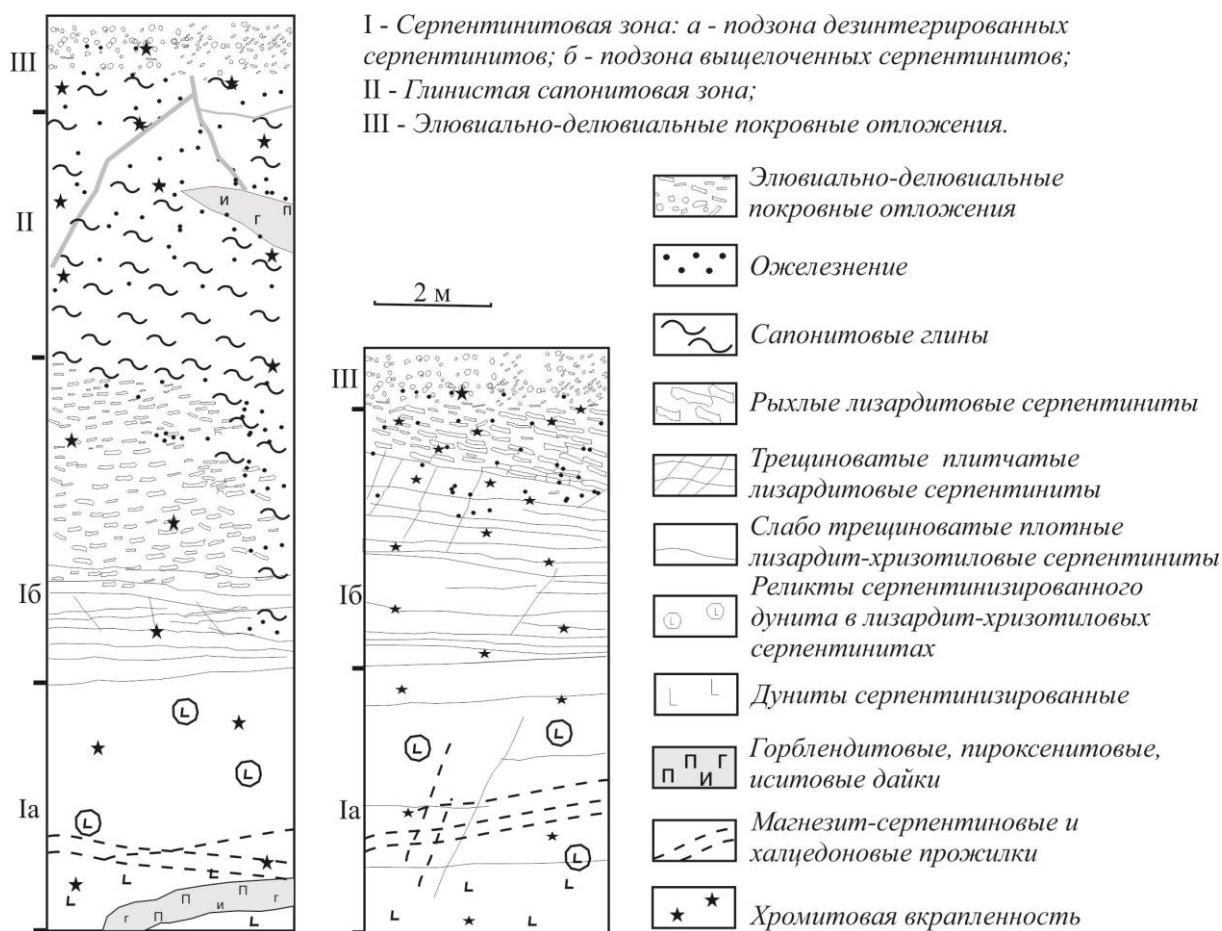 I - Серпентинитовая зона: а - подзона дезинтегрированных
серпентинитов; б - подзона выщелоченных серпентинитов;
II - Глинистая сапонитовая зона;
III - Элювиально-делювиальные покровные отложения.
III
II
Iб
Iа
и
г
п
г
П
и
П
г
2 м
III
Iб
Iа
Элювиально-делювиальные
покровные отложения
Ожелезнение
Сапонитовые глины
Рыхлые лизардитовые серпентиниты
Трещиноватые плитчатые
лизардитовые серпентиниты
Слабо трещиноватые плотные
лизардит-хризотиловые серпентиниты
Реликты серпентинизированного
дунита в лизардит-хризотиловых
серпентинитах
Дуниты серпентинизированные
П П Г
П И
Горблендитовые, пироксенитовые,
иситовые дайки
Магнезит-серпентиновые и
халцедоновые прожилки
Хромитовая вкрапленность